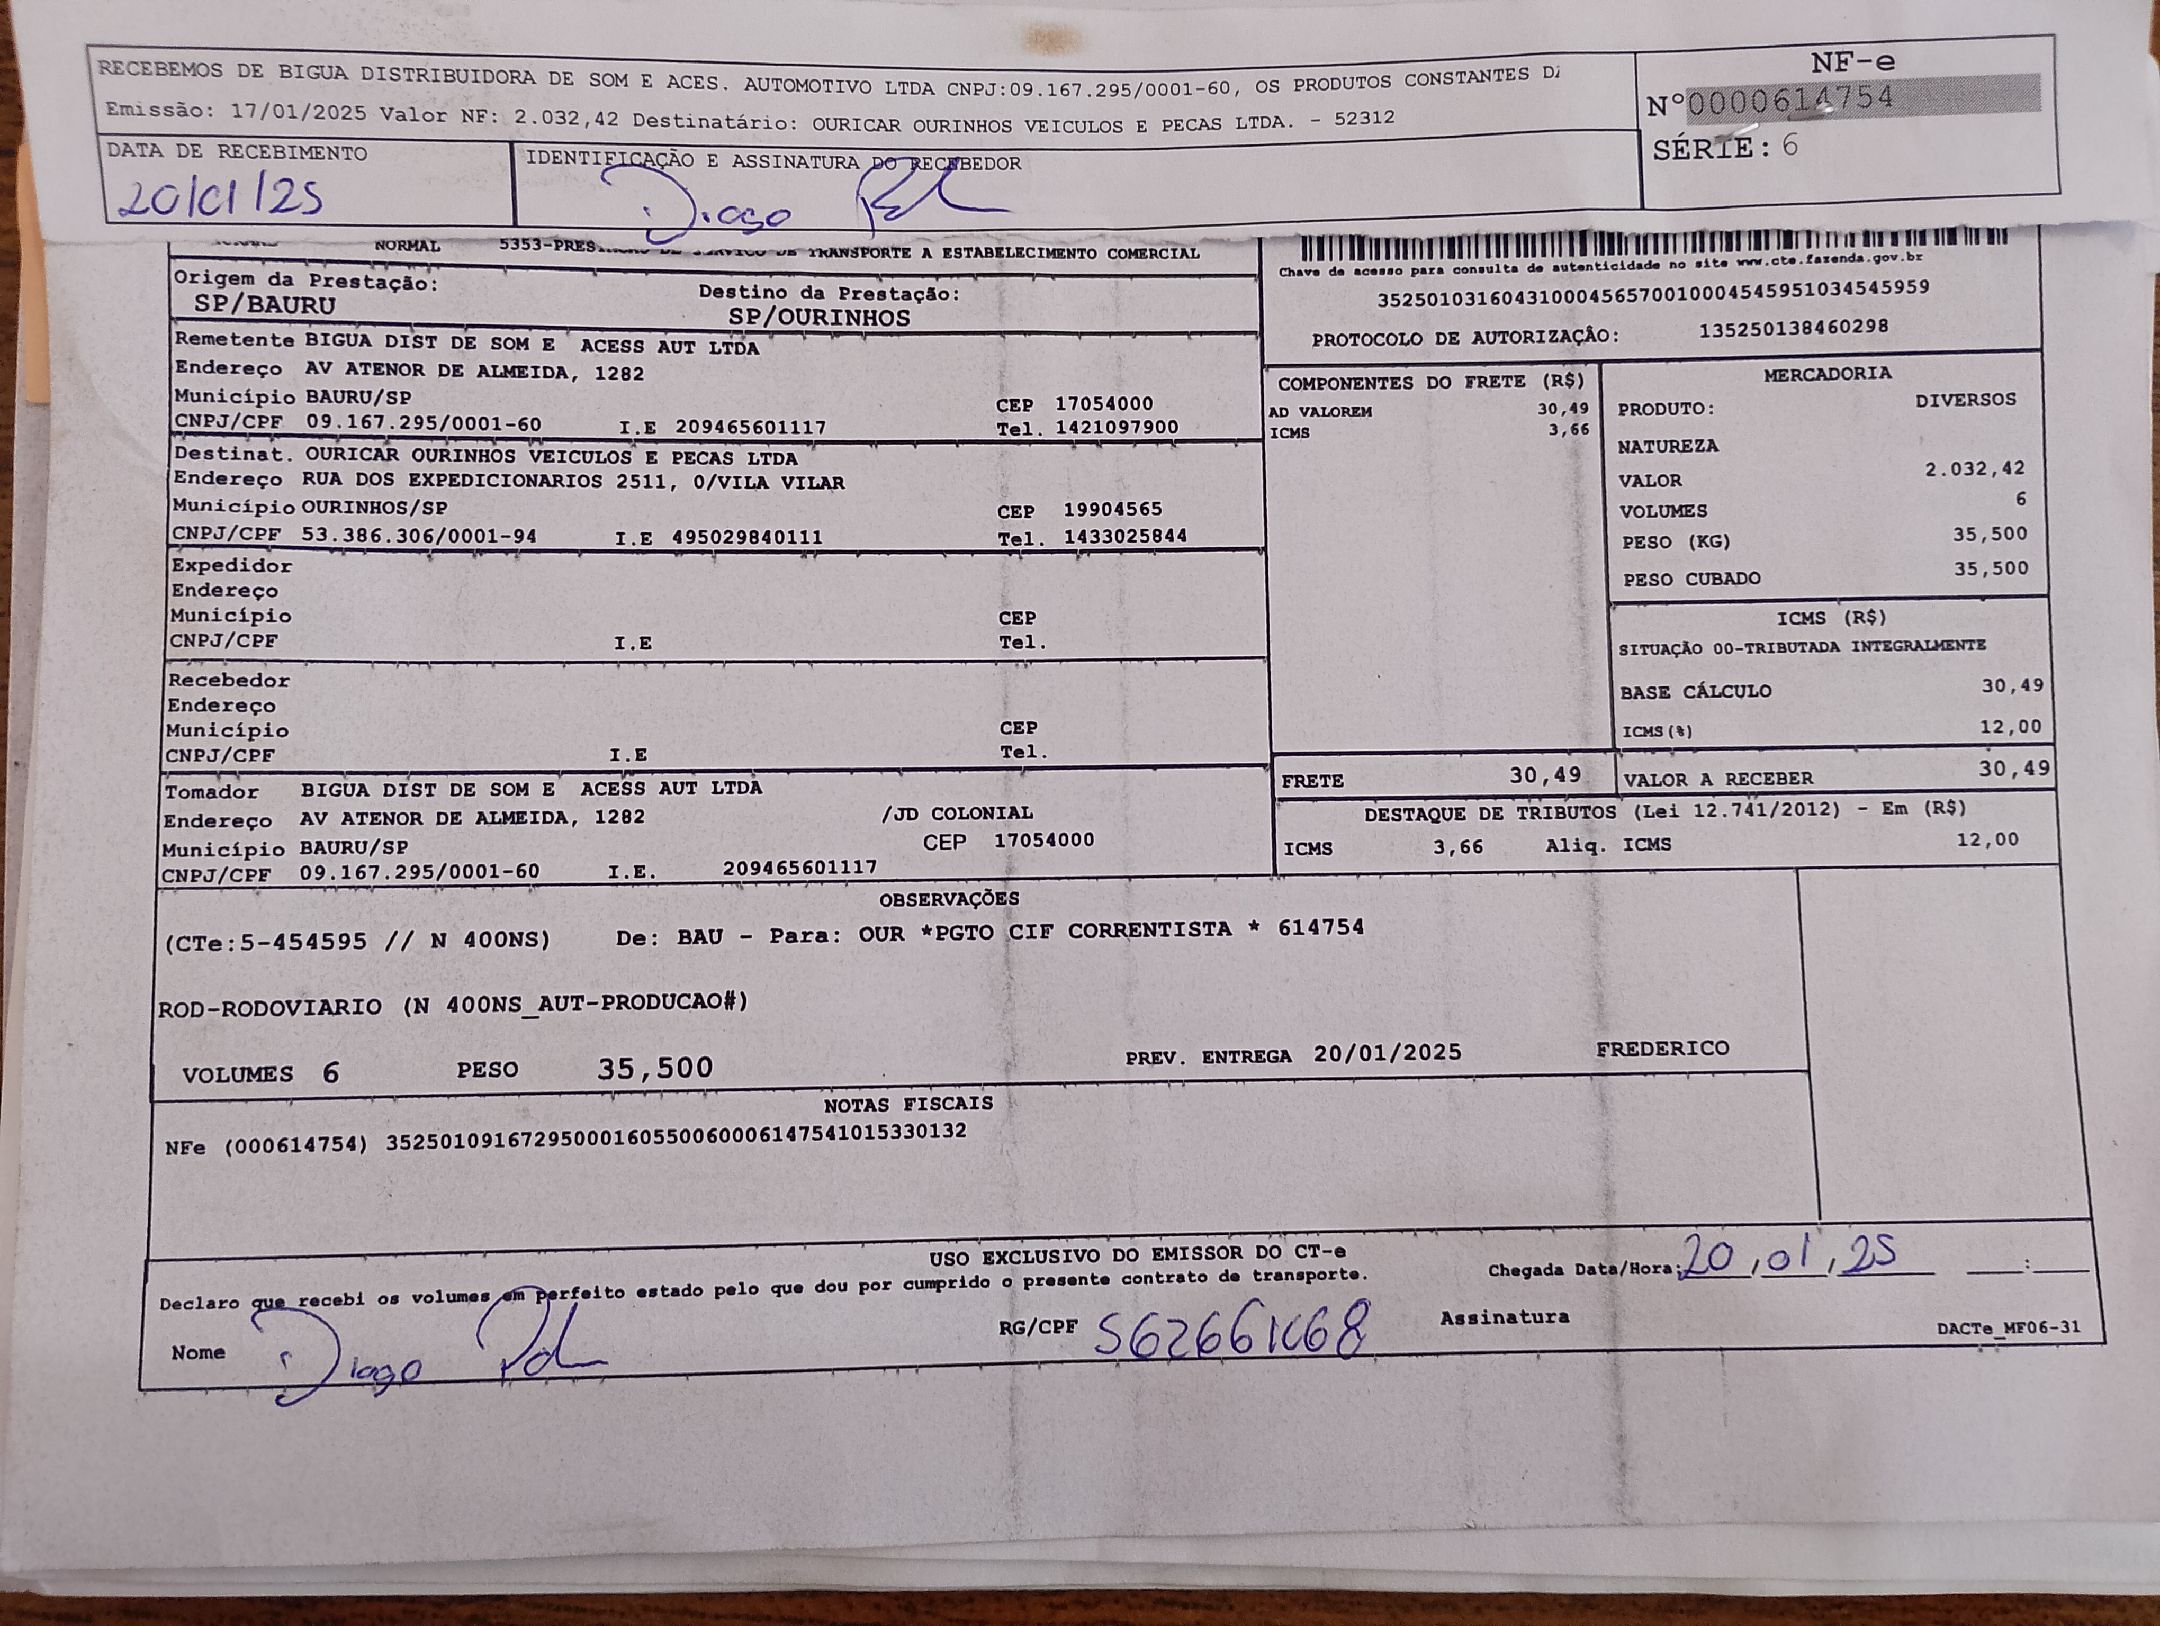 RECEBEMOS DE BIGUA DISTRIBUIDORA DE SOM E ACES. AUTOMOTIVO LTDA CNPJ:09.167.295/0001-60, OS PRODUTOS CONSTANTES
Emissão: 17/01/2025 Valor NF: 2.032,42 Destinatário: OURICAR OURINHOS VEICULOS E PECAS LTDA. - 52312
NF-e
Nº0000614754
SÉRIE: 6
DATA DE RECEBIMENTO
20/01/25
IDENTIFICAÇÃO E ASSINATURA DO RECEBEDOR
Diogo
NORMAL 5353-PRES TRANSPORTE A ESTABELECIMENTO COMERCIAL
Origem da Prestação:
SP/BAURU
Destino da Prestação:
SP/OURINHOS
Remetente BIGUA DIST DE SOM E ACESS AUT LTDA
Endereço AV ATENOR DE ALMEIDA, 1282
Município BAURU/SP CEP 17054000
CNPJ/CPF 09.167.295/0001-60 I.E 209465601117 Tel. 1421097900
Destinat. OURICAR OURINHOS VEICULOS E PECAS LTDA
Endereço RUA DOS EXPEDICIONARIOS 2511, 0/VILA VILAR
Município OURINHOS/SP CEP 19904565
CNPJ/CPF 53.386.306/0001-94 I.E 495029840111 Tel. 1433025844
Expedidor
Endereço
Município CEP
CNPJ/CPF I.E Tel.
Recebedor
Endereço
Município CEP
CNPJ/CPF I.E Tel.
Tomador BIGUA DIST DE SOM E ACESS AUT LTDA
Endereço AV ATENOR DE ALMEIDA, 1282 /JD COLONIAL
Município BAURU/SP CEP 17054000
CNPJ/CPF 09.167.295/0001-60 I.E. 209465601117
Chave de acesso para consulta de autenticidade no site www.cte.fazenda.gov.br
35250103160431000456570010004545951034545959
PROTOCOLO DE AUTORIZAÇÂO: 135250138460298
COMPONENTES DO FRETE (R$)
AD VALOREM 30,49
ICMS 3,66
MERCADORIA
PRODUTO: DIVERSOS
NATUREZA
VALOR 2.032,42
VOLUMES 6
PESO (KG) 35,500
PESO CUBADO 35,500
ICMS (R$)
SITUAÇÃO 00-TRIBUTADA INTEGRALMENTE
BASE CÁLCULO 30,49
ICMS(%) 12,00
FRETE 30,49 VALOR A RECEBER 30,49
DESTAQUE DE TRIBUTOS (Lei 12.741/2012) - Em (R$)
ICMS 3,66 Aliq. ICMS 12,00
OBSERVAÇÕES
(CTe:5-454595 // N 400NS) De: BAU - Para: OUR *PGTO CIF CORRENTISTA * 614754
ROD-RODOVIARIO (N 400NS_AUT-PRODUCAO#)
VOLUMES 6 PESO 35,500 PREV. ENTREGA 20/01/2025 FREDERICO
NOTAS FISCAIS
NFe (000614754) 35250109167295000160550060006147541015330132
USO EXCLUSIVO DO EMISSOR DO CT-e
Declaro que recebi os volumes em perfeito estado pelo que dou por cumprido o presente contrato de transporte.
Chegada Data/Hora: 20,01,25 :
Nome Diogo RG/CPF Assinatura
DACTe_MF06-31